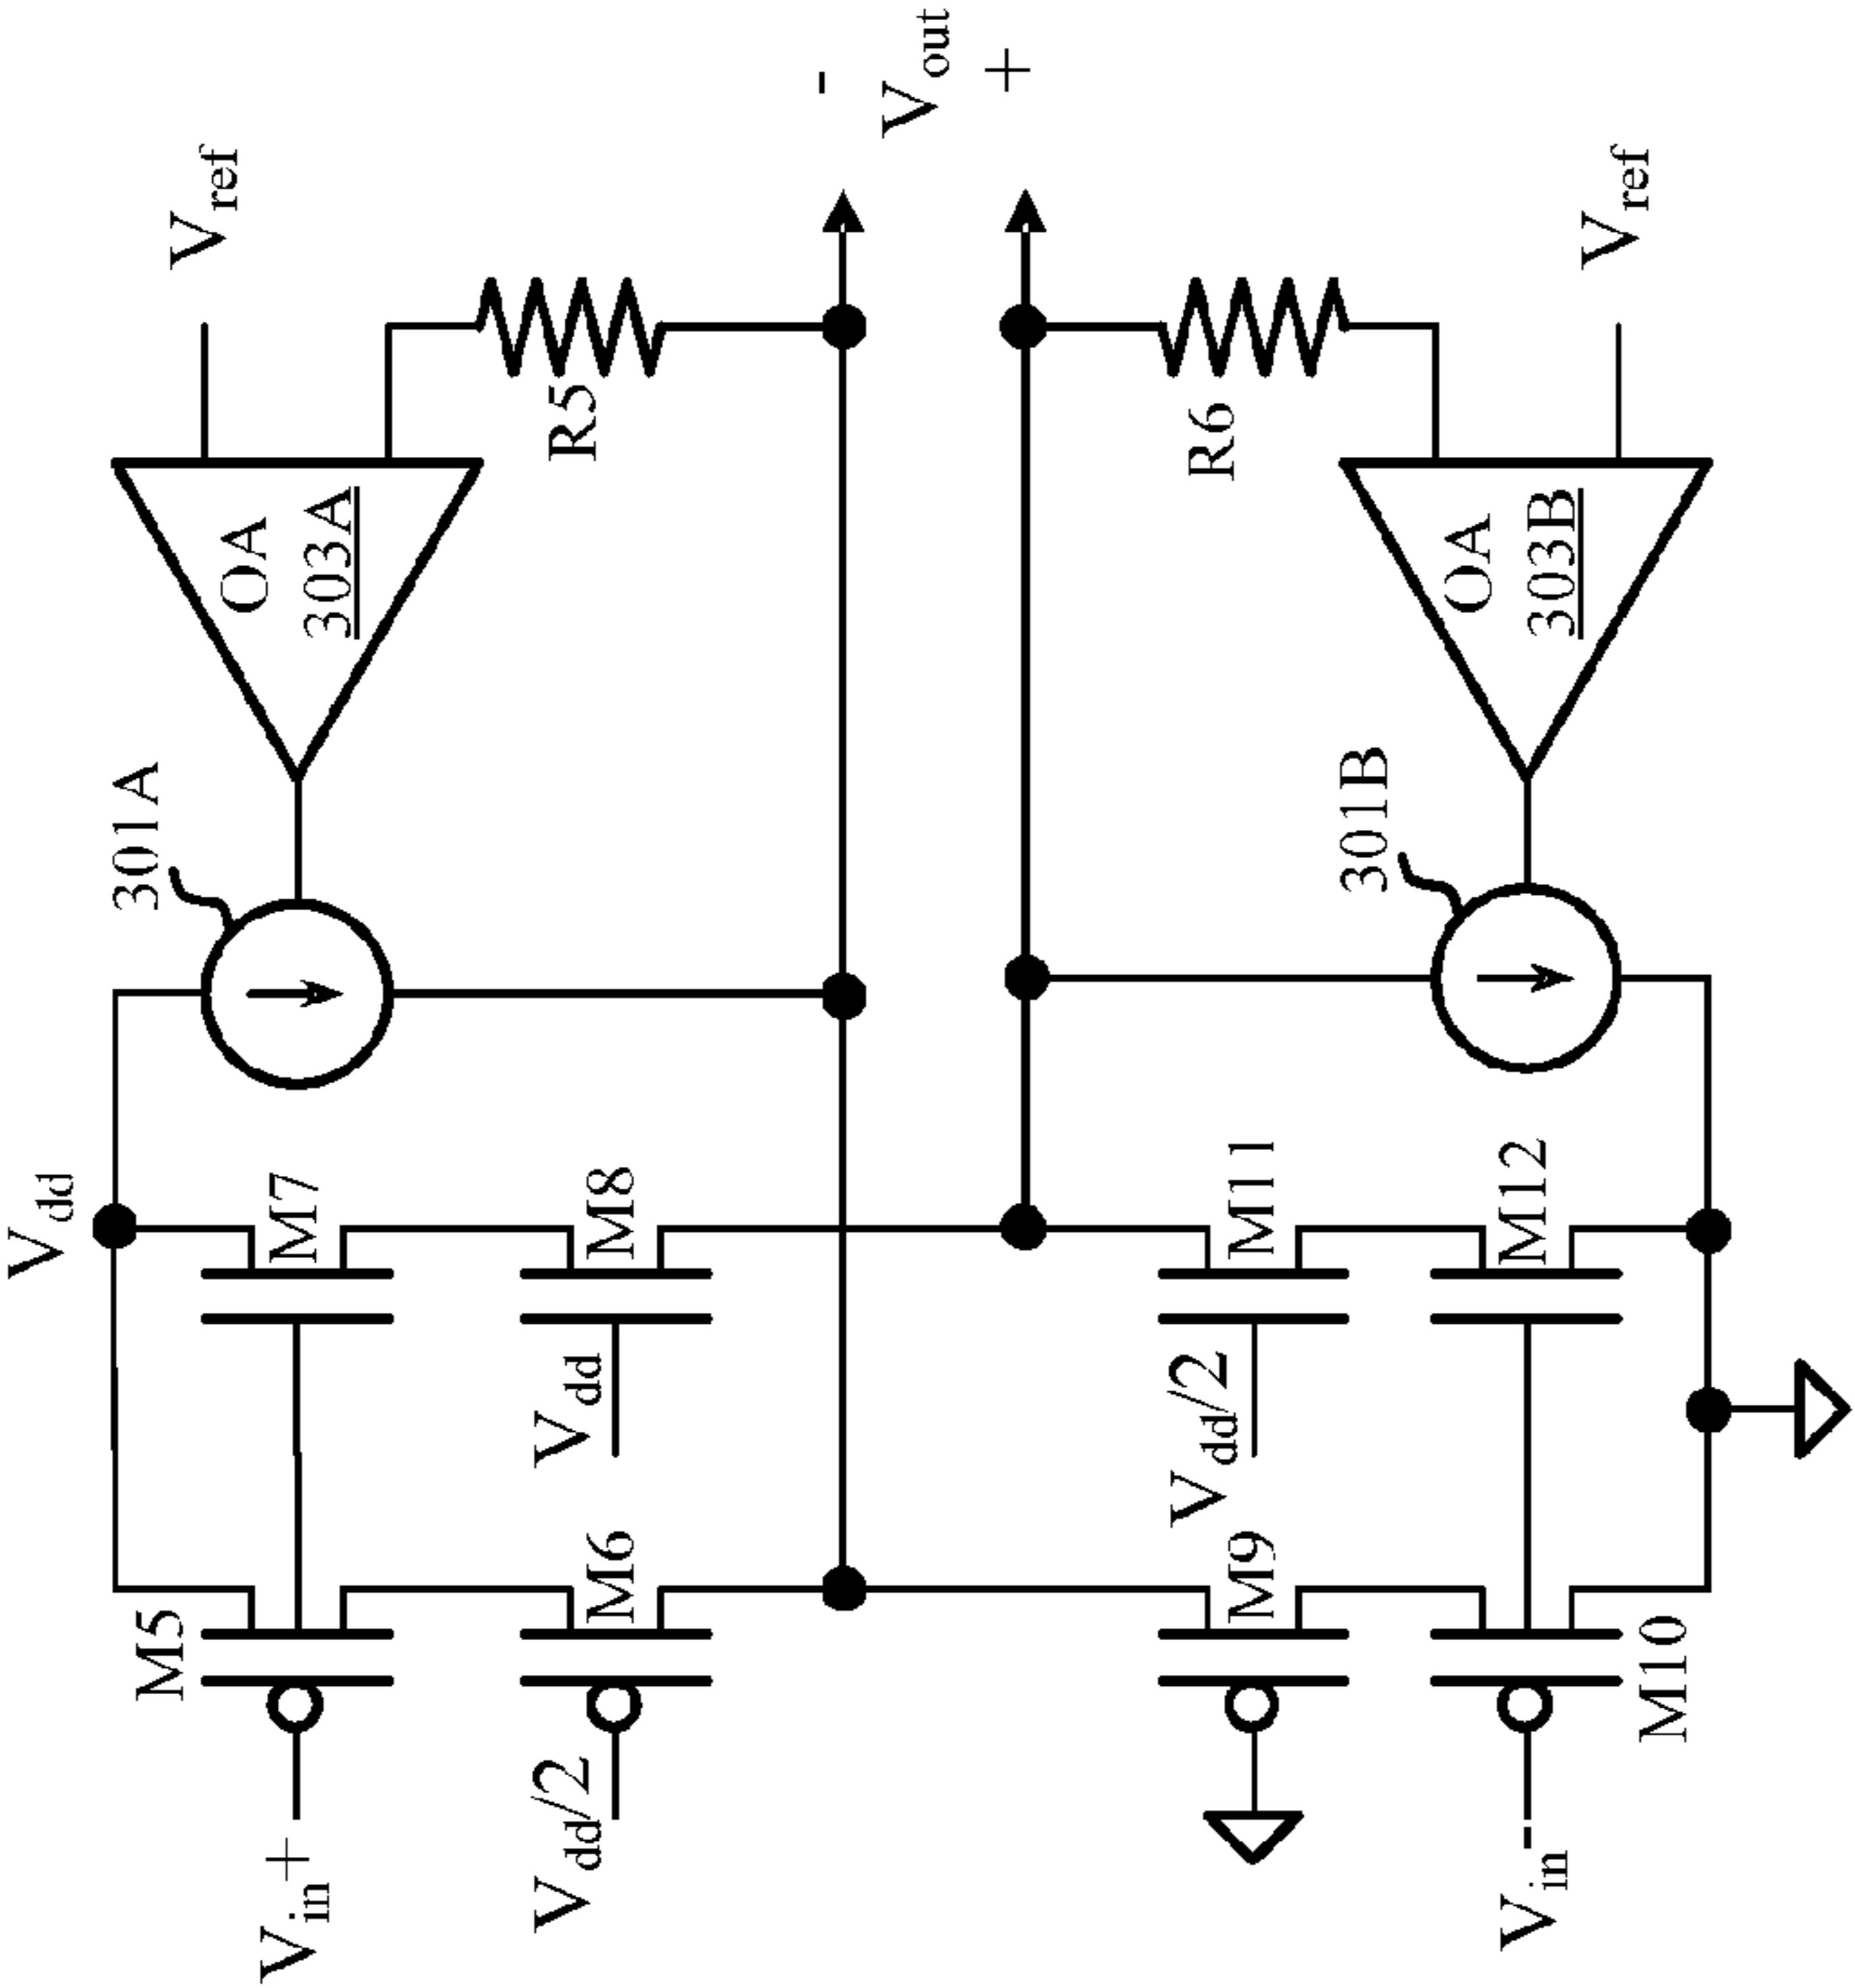 Vref
Vdd
301A
OA
303A
M7
M5
Vin+
R5
M8
Vdd
M6
Vdd/2
-
Vout
+
R6
M11
Vdd/2
M9
301B
OA
303B
M12
Vin-
M10
Vref